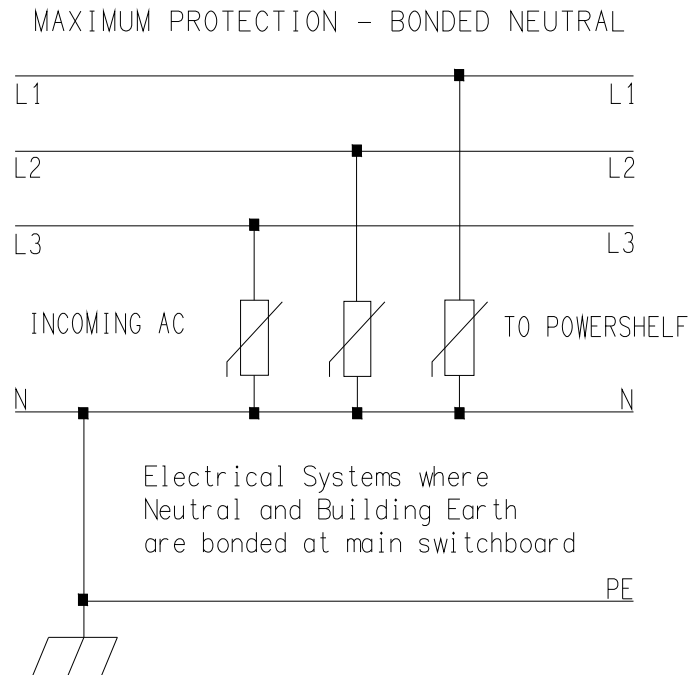 MAXIMUM PROTECTION - BONDED NEUTRAL
L1 L1
L2 L2
L3 L3
INCOMING AC TO POWERSHELF
N N
Electrical Systems where
Neutral and Building Earth
are bonded at main switchboard
PE